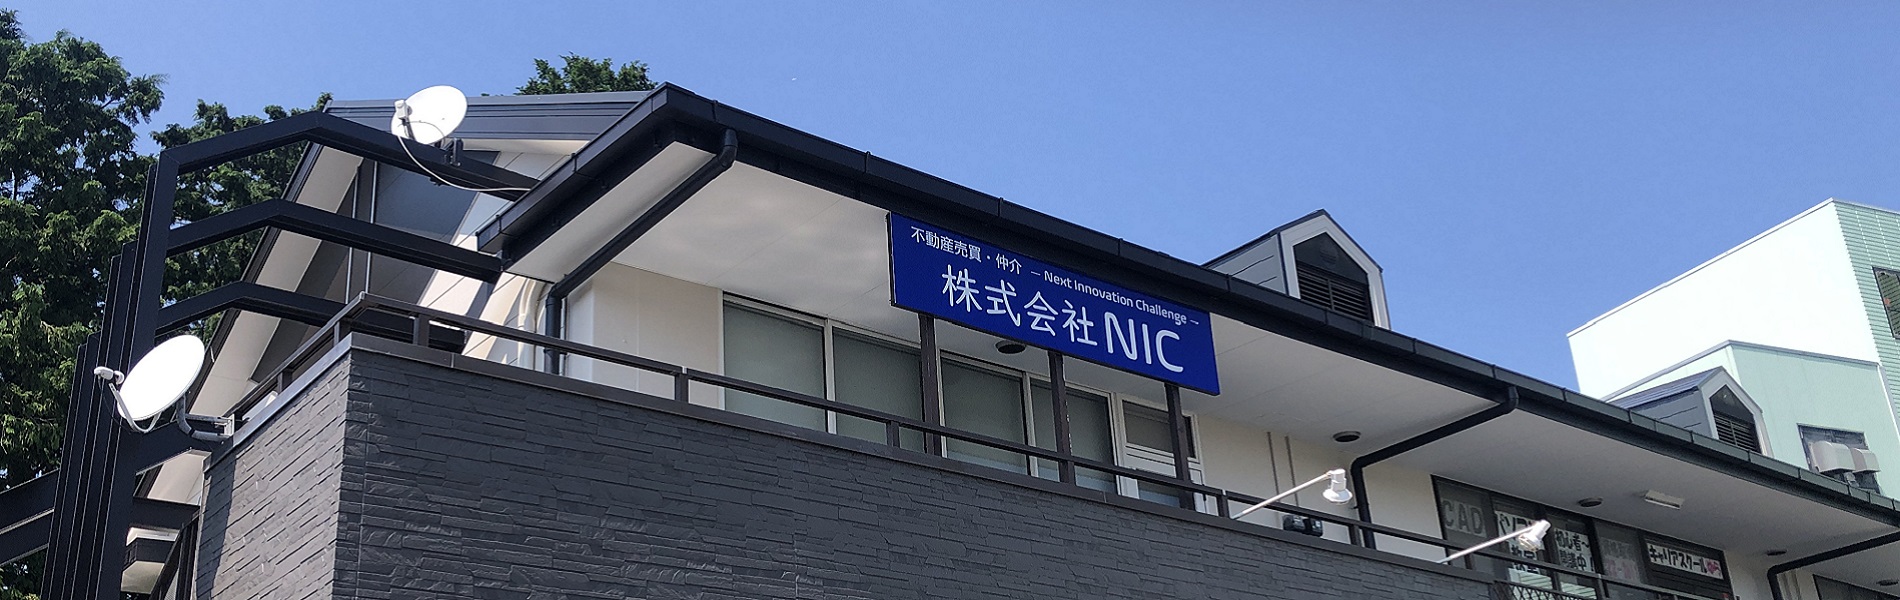 不動産売買・仲介 — Next Innovation Challenge —
株式会社NIC
CAD
キャリアスクール